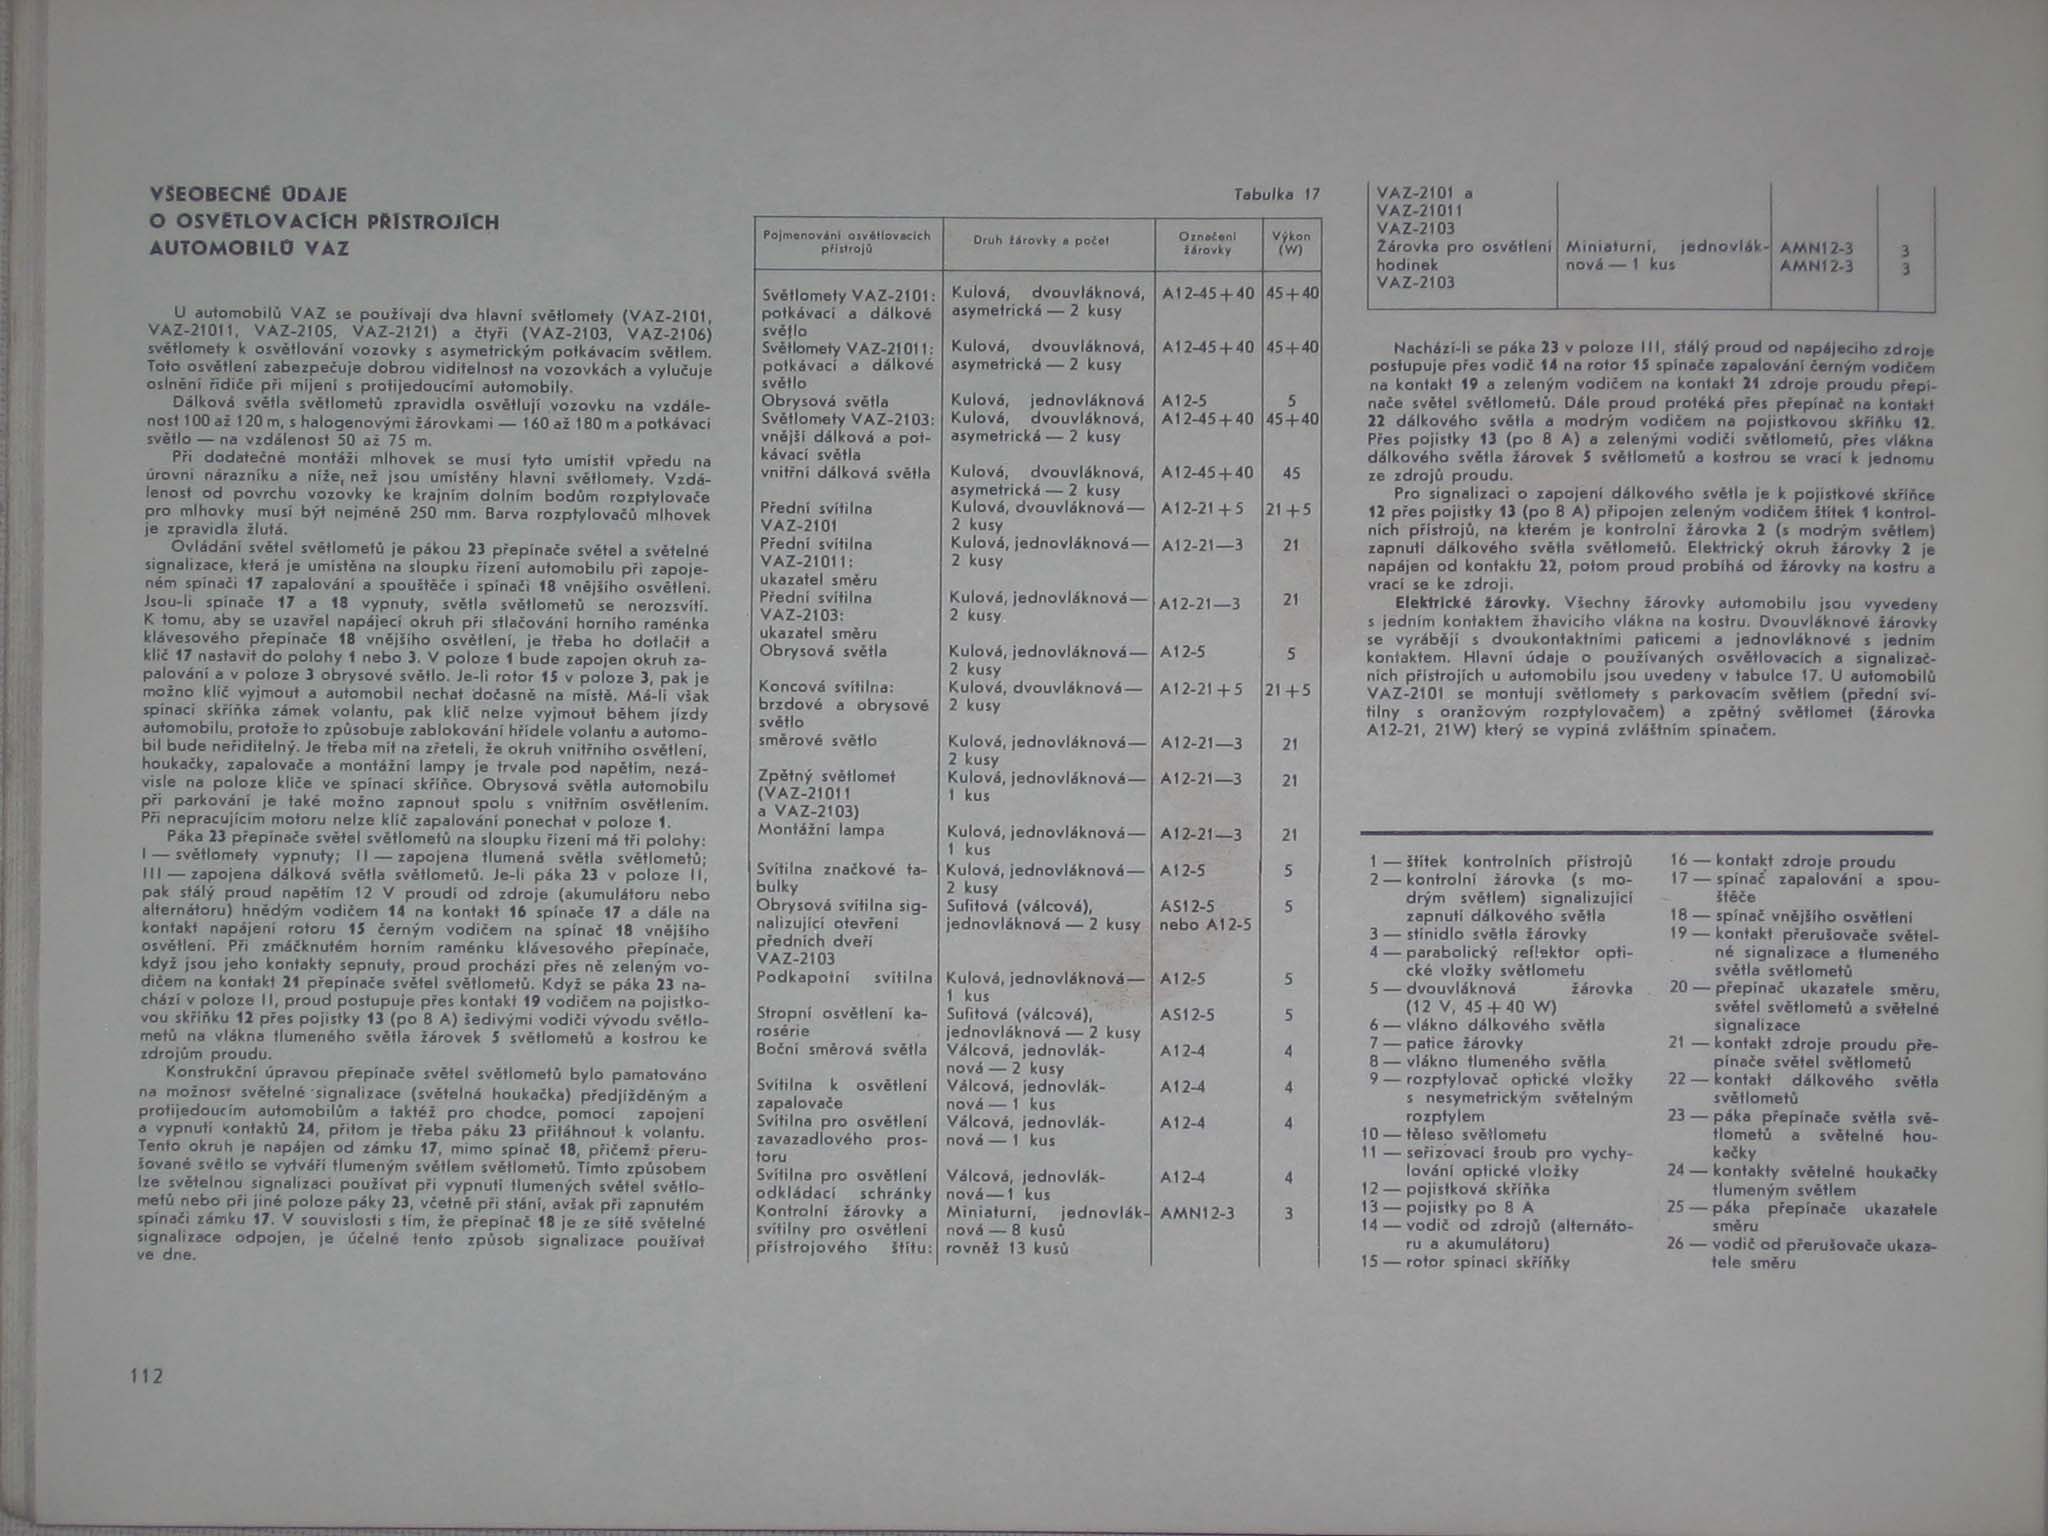 VŠEOBECNÉ ÚDAJE
O OSVĚTLOVACÍCH PŘÍSTROJÍCH
AUTOMOBILŮ VAZ
U automobilů VAZ se používají dva hlavní světlomety (VAZ-2101,
VAZ-21011, VAZ-2105, VAZ-2121) a čtyři (VAZ-2103, VAZ-2106)
světlomety k osvětlování vozovky s asymetrickým potkávacím světlem.
Toto osvětlení zabezpečuje dobrou viditelnost na vozovkách a vylučuje
oslnění řidiče při míjení s protijedoucími automobily.
Dálková světla světlometů zpravidla osvětlují vozovku na vzdále-
nost 100 až 120 m, s halogenovými žárovkami — 160 až 180 m a potkávací
světlo — na vzdálenost 50 až 75 m.
Při dodatečné montáži mlhovek se musí tyto umístit vpředu na
úrovni nárazníku a níže, než jsou umístěny hlavní světlomety. Vzdá-
lenost od povrchu vozovky ke krajním dolním bodům rozptylovače
pro mlhovky musí být nejméně 250 mm. Barva rozptylovačů mlhovek
je zpravidla žlutá.
Ovládání světel světlometů je pákou 23 přepínače světel a světelné
signalizace, která je umístěna na sloupku řízení automobilu při zapoje-
ném spínači 17 zapalování a spouštěče i spínači 18 vnějšího osvětlení.
Jsou-li spínače 17 a 18 vypnuty, světla světlometů se nerozsvítí.
K tomu, aby se uzavřel napájecí okruh při stlačování horního raménka
klávesového přepínače 18 vnějšího osvětlení, je třeba ho dotlačit a
klíč 17 nastavit do polohy 1 nebo 3. V poloze 1 bude zapojen okruh za-
palování a v poloze 3 obrysové světlo. Je-li rotor 15 v poloze 3, pak je
možno klíč vyjmout a automobil nechat dočasně na místě. Má-li však
spínací skříňka zámek volantu, pak klíč nelze vyjmout během jízdy
automobilu, protože to způsobuje zablokování hřídele volantu a automo-
bil bude neřiditelný. Je třeba mít na zřeteli, že okruh vnitřního osvětlení,
houkačky, zapalovače a montážní lampy je trvale pod napětím, nezá-
visle na poloze klíče ve spínací skříňce. Obrysová světla automobilu
při parkování je také možno zapnout spolu s vnitřním osvětlením.
Při nepracujícím motoru nelze klíč zapalování ponechat v poloze 1.
Páka 23 přepínače světel světlometů na sloupku řízení má tři polohy:
I — světlomety vypnuty; II — zapojena tlumená světla světlometů;
III — zapojena dálková světla světlometů. Je-li páka 23 v poloze II,
pak stálý proud napětím 12 V proudí od zdroje (akumulátoru nebo
alternátoru) hnědým vodičem 14 na kontakt 16 spínače 17 a dále na
kontakt napájení rotoru 15 černým vodičem na spínač 18 vnějšího
osvětlení. Při zmáčknutém horním raménku klávesového přepínače,
když jsou jeho kontakty sepnuty, proud prochází přes ně zeleným vo-
dičem na kontakt 21 přepínače světel světlometů. Když se páka 23 na-
chází v poloze II, proud postupuje přes kontakt 19 vodičem na pojistko-
vou skříňku 12 přes pojistky 13 (po 8 A) šedivými vodiči vývodu světlo-
metů na vlákna tlumeného světla žárovek 5 světlometů a kostrou ke
zdrojům proudu.
Konstrukční úpravou přepínače světel světlometů bylo pamatováno
na možnost světelné signalizace (světelná houkačka) předjížděným a
protijedoucím automobilům a taktéž pro chodce, pomocí zapojení
a vypnutí kontaktů 24, přitom je třeba páku 23 přitáhnout k volantu.
Tento okruh je napájen od zámku 17, mimo spínač 18, přičemž přeru-
šované světlo se vytváří tlumeným světlem světlometů. Tímto způsobem
lze světelnou signalizaci používat při vypnutí tlumených světel světlo-
metů nebo při jiné poloze páky 23, včetně při stání, avšak při zapnutém
spínači zámku 17. V souvislosti s tím, že přepínač 18 je ze sítě světelné
signalizace odpojen, je účelné tento způsob signalizace používat
ve dne.
112
Tabulka 17
Pojmenování osvětlovacích přístrojů Druh žárovky a počet Označení žárovky Výkon (W)
Světlomety VAZ-2101: Kulová, dvouvláknová, A12-45+40 45+40
potkávací a dálkové asymetrická — 2 kusy
světlo
Světlomety VAZ-21011: Kulová, dvouvláknová, A12-45+40 45+40
potkávací a dálkové asymetrická — 2 kusy
světlo
Obrysová světla Kulová, jednovláknová A12-5 5
Světlomety VAZ-2103: Kulová, dvouvláknová, A12-45+40 45+40
vnější dálková a pot- asymetrická — 2 kusy
kávací světla
vnitřní dálková světla Kulová, dvouvláknová, A12-45+40 45
asymetrická — 2 kusy
Přední svítilna Kulová, dvouvláknová— A12-21+5 21+5
VAZ-2101 2 kusy
Přední svítilna Kulová, jednovláknová— A12-21—3 21
VAZ-21011: 2 kusy
ukazatel směru
Přední svítilna Kulová, jednovláknová— A12-21—3 21
VAZ-2103: 2 kusy
ukazatel směru
Obrysová světla Kulová, jednovláknová— A12-5 5
2 kusy
Koncová svítilna: Kulová, dvouvláknová— A12-21+5 21+5
brzdové a obrysové 2 kusy
světlo
směrové světlo Kulová, jednovláknová— A12-21—3 21
2 kusy
Zpětný světlomet Kulová, jednovláknová— A12-21—3 21
(VAZ-21011 1 kus
a VAZ-2103)
Montážní lampa Kulová, jednovláknová— A12-21—3 21
1 kus
Svítilna značkové ta- Kulová, jednovláknová— A12-5 5
bulky 2 kusy
Obrysová svítilna sig- Sufitová (válcová), AS12-5 5
nalizující otevření jednovláknová — 2 kusy nebo A12-5
předních dveří
VAZ-2103
Podkapotní svítilna Kulová, jednovláknová— A12-5 5
1 kus
Stropní osvětlení ka- Sufitová (válcová), AS12-5 5
rosérie jednovláknová — 2 kusy
Boční směrová světla Válcová, jednovlák- A12-4 4
nová — 2 kusy
Svítilna k osvětlení Válcová, jednovlák- A12-4 4
zapalovače nová — 1 kus
Svítilna pro osvětlení Válcová, jednovlák- A12-4 4
zavazadlového pros- nová — 1 kus
toru
Svítilna pro osvětlení Válcová, jednovlák- A12-4 4
odkládací schránky nová—1 kus
Kontrolní žárovky a Miniaturní, jednovlák- AMN12-3 3
svítilny pro osvětlení nová — 8 kusů
přístrojového štítu: rovněž 13 kusů
VAZ-2101 a
VAZ-21011
VAZ-2103
Žárovka pro osvětlení Miniaturní, jednovlák- AMN12-3 3
hodinek nová — 1 kus AMN12-3 3
VAZ-2103
Nachází-li se páka 23 v poloze III, stálý proud od napájecího zdroje
postupuje přes vodič 14 na rotor 15 spínače zapalování černým vodičem
na kontakt 19 a zeleným vodičem na kontakt 21 zdroje proudu přepí-
nače světel světlometů. Dále proud protéká přes přepínač na kontakt
22 dálkového světla a modrým vodičem na pojistkovou skříňku 12.
Přes pojistky 13 (po 8 A) a zelenými vodiči světlometů, přes vlákna
dálkového světla žárovek 5 světlometů a kostrou se vrací k jednomu
ze zdrojů proudu.
Pro signalizaci o zapojení dálkového světla je k pojistkové skříňce
12 přes pojistky 13 (po 8 A) připojen zeleným vodičem štítek 1 kontrol-
ních přístrojů, na kterém je kontrolní žárovka 2 (s modrým světlem)
zapnutí dálkového světla světlometů. Elektrický okruh žárovky 2 je
napájen od kontaktu 22, potom proud probíhá od žárovky na kostru a
vrací se ke zdroji.
Elektrické žárovky. Všechny žárovky automobilu jsou vyvedeny
s jedním kontaktem žhavicího vlákna na kostru. Dvouvláknové žárovky
se vyrábějí s dvoukontaktními paticemi a jednovláknové s jedním
kontaktem. Hlavní údaje o používaných osvětlovacích a signalizač-
ních přístrojích u automobilu jsou uvedeny v tabulce 17. U automobilů
VAZ-2101 se montují světlomety s parkovacím světlem (přední sví-
tilny s oranžovým rozptylovačem) a zpětný světlomet (žárovka
A12-21, 21W) který se vypíná zvláštním spínačem.
1 — štítek kontrolních přístrojů
2 — kontrolní žárovka (s mo-
drým světlem) signalizující
zapnutí dálkového světla
3 — stínidlo světla žárovky
4 — parabolický reflektor opti-
cké vložky světlometu
5 — dvouvláknová žárovka
(12 V, 45 + 40 W)
6 — vlákno dálkového světla
7 — patice žárovky
8 — vlákno tlumeného světla
9 — rozptylovač optické vložky
s nesymetrickým světelným
rozptylem
10 — těleso světlometu
11 — seřizovací šroub pro vychy-
lování optické vložky
12 — pojistková skříňka
13 — pojistky po 8 A
14 — vodič od zdrojů (alternáto-
ru a akumulátoru)
15 — rotor spínací skříňky
16 — kontakt zdroje proudu
17 — spínač zapalování a spou-
štěče
18 — spínač vnějšího osvětlení
19 — kontakt přerušovače světel-
né signalizace a tlumeného
světla světlometů
20 — přepínač ukazatele směru,
světel světlometů a světelné
signalizace
21 — kontakt zdroje proudu pře-
pínače světel světlometů
22 — kontakt dálkového světla
světlometů
23 — páka přepínače světla svě-
tlometů a světelné hou-
kačky
24 — kontakty světelné houkačky
tlumeným světlem
25 — páka přepínače ukazatele
směru
26 — vodič od přerušovače ukaza-
tele směru